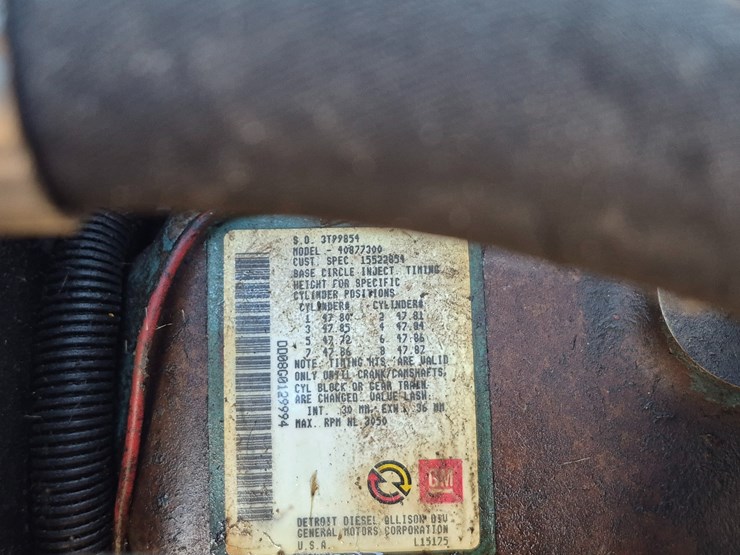 S.O. 3TP9854
MODEL - 40877300
CUST. SPEC. 15522854
BASE CIRCLE INJECT. TIMING
HEIGHT FOR SPECIFIC
CYLINDER POSITIONS
CYLINDER# CYLINDER#
1 47.80 2 47.81
3 47.85 4 47.84
5 47.72 6 47.86
7 47.86 8 47.87
NOTE: TIMING HTS. ARE VALID
ONLY UNTIL CRANK/CAMSHAFTS,
CYL BLOCK OR GEAR TRAIN
ARE CHANGED. VALVE LASH:
INT. .30 MM. EXH. .36 MM
MAX. RPM NL 3050
DD08G0129994
GM
DETROIT DIESEL ALLISON DIV
GENERAL MOTORS CORPORATION
U.S.A. L15175